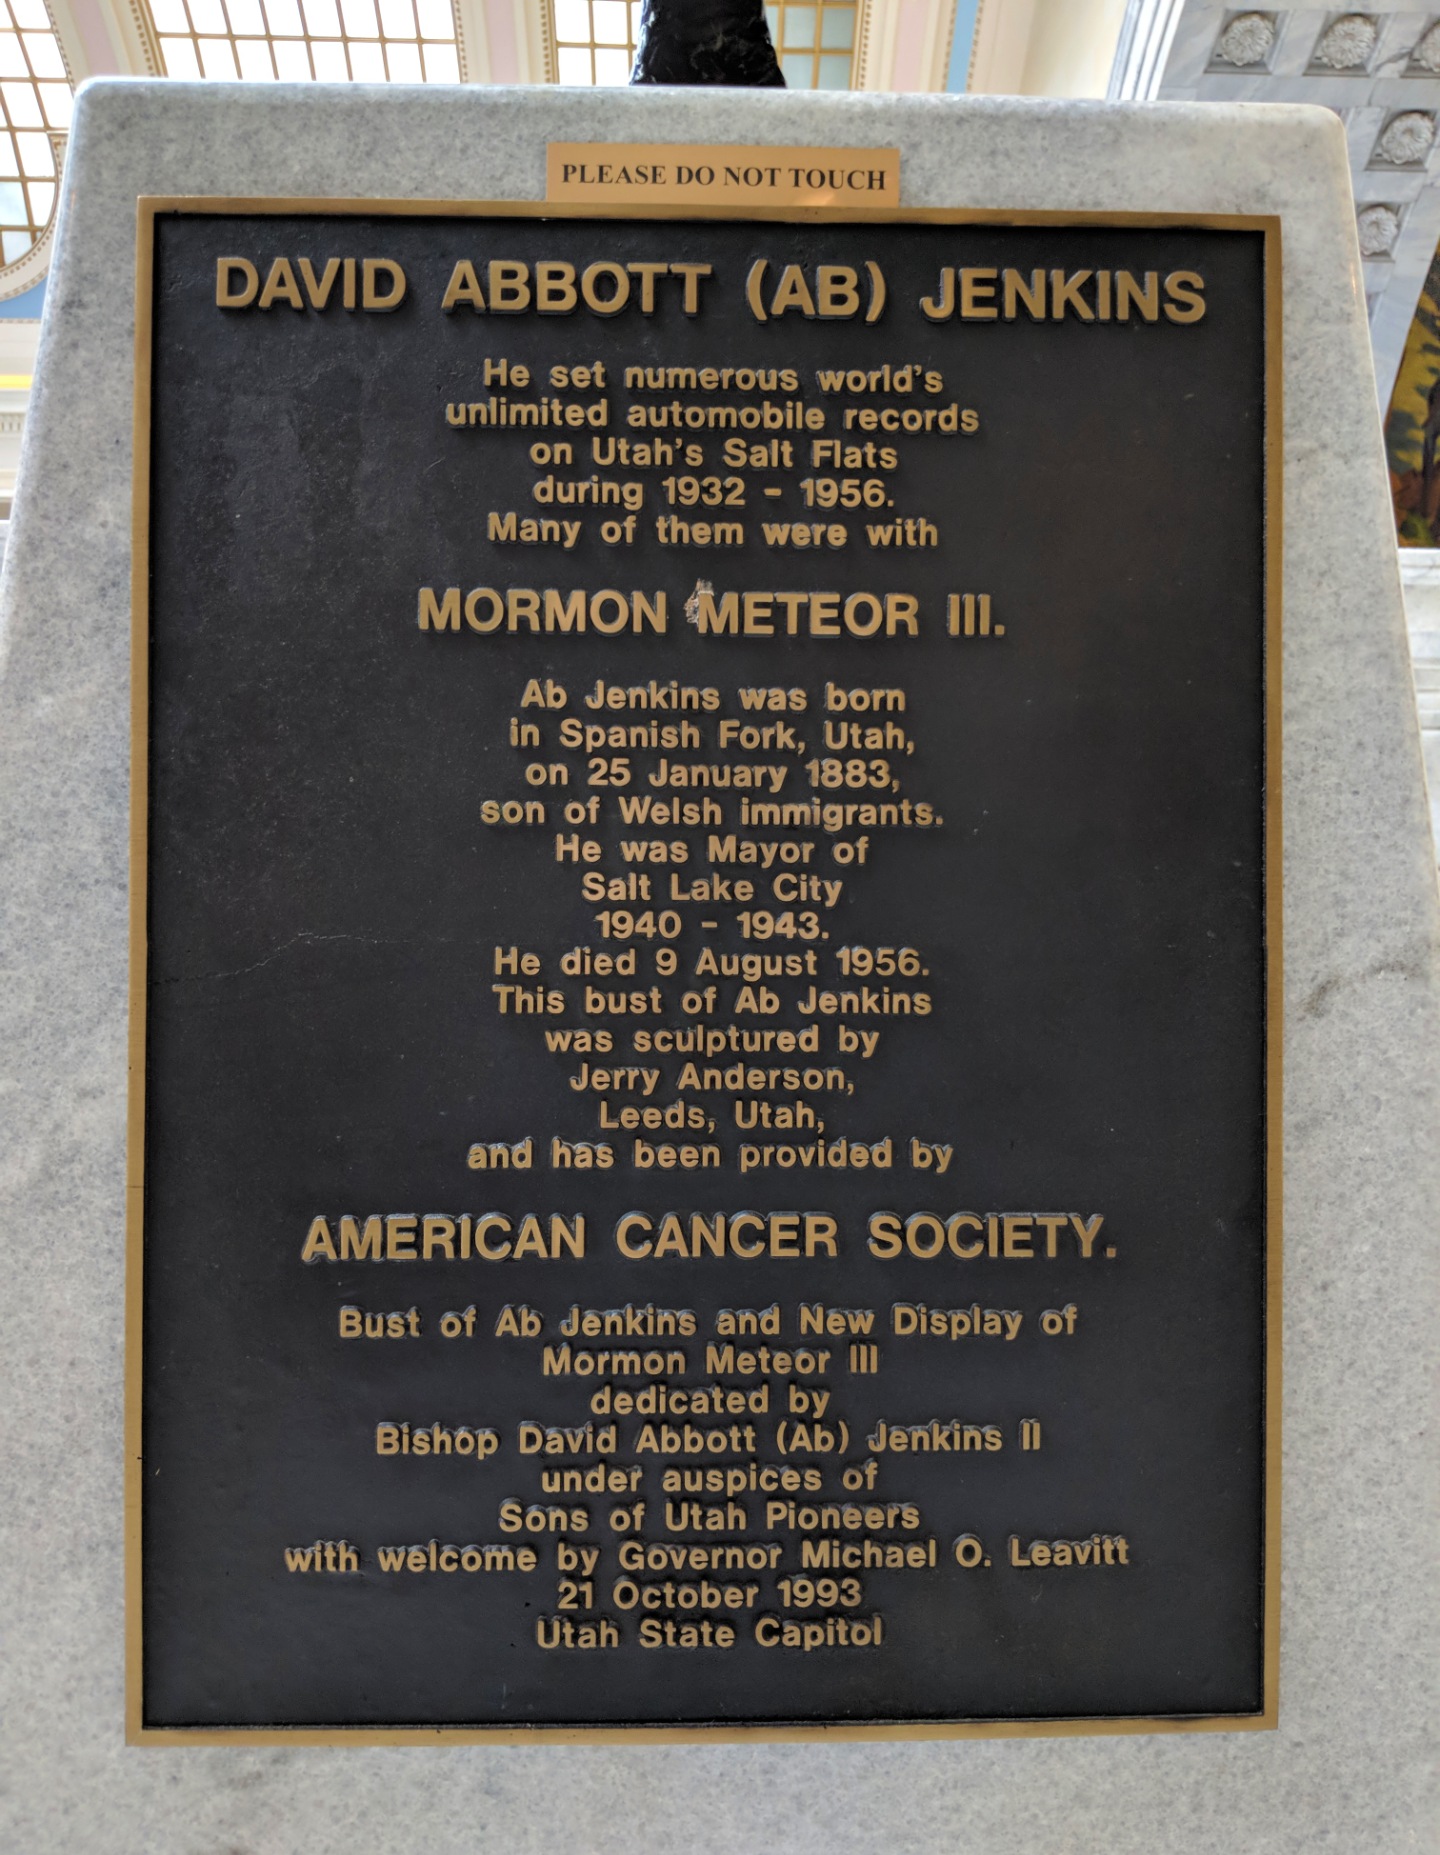 PLEASE DO NOT TOUCH
DAVID ABBOTT (AB) JENKINS
He set numerous world's
unlimited automobile records
on Utah's Salt Flats
during 1932 - 1956.
Many of them were with
MORMON METEOR III.
Ab Jenkins was born
in Spanish Fork, Utah,
on 25 January 1883,
son of Welsh immigrants.
He was Mayor of
Salt Lake City
1940 - 1943.
He died 9 August 1956.
This bust of Ab Jenkins
was sculptured by
Jerry Anderson,
Leeds, Utah,
and has been provided by
AMERICAN CANCER SOCIETY.
Bust of Ab Jenkins and New Display of
Mormon Meteor III
dedicated by
Bishop David Abbott (Ab) Jenkins II
under auspices of
Sons of Utah Pioneers
with welcome by Governor Michael O. Leavitt
21 October 1993
Utah State Capitol